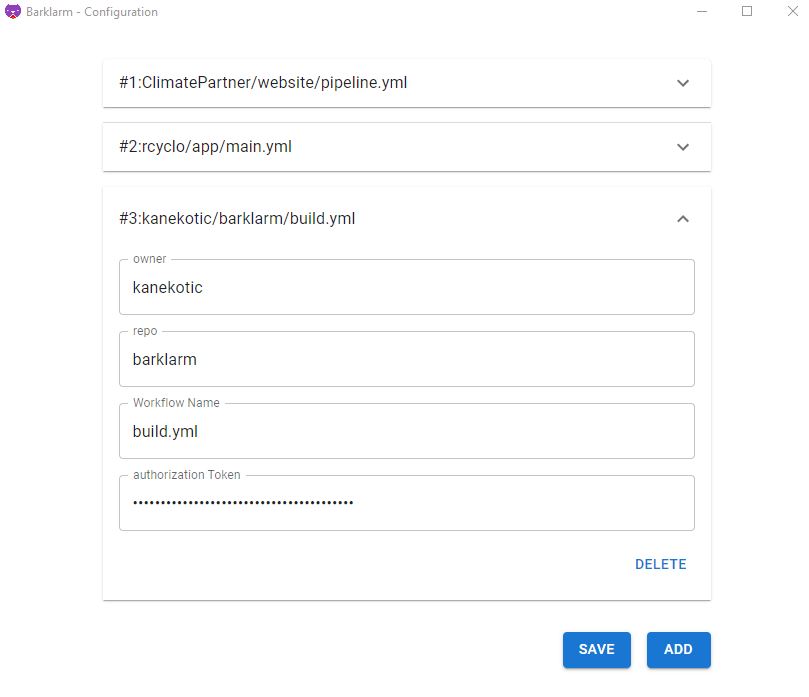 Barklarm - Configuration
#1:ClimatePartner/website/pipeline.yml
#2:rcyclo/app/main.yml
#3:kanekotic/barklarm/build.yml
owner
kanekotic
repo
barklarm
Workflow Name
build.yml
authorization Token
••••••••••••••••••••••••••••••••••••••••
DELETE
SAVE ADD